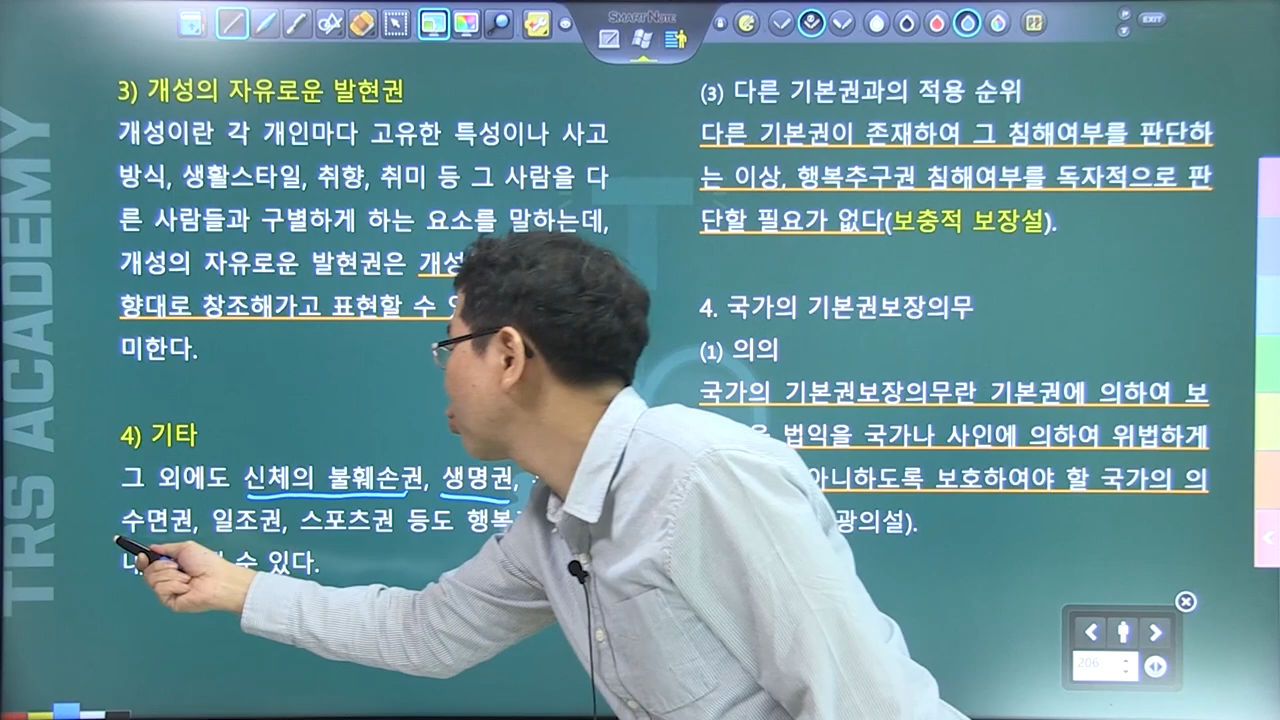 SMART NOTE
EXIT
TRS ACADEMY
3) 개성의 자유로운 발현권
개성이란 각 개인마다 고유한 특성이나 사고
방식, 생활스타일, 취향, 취미 등 그 사람을 다
른 사람들과 구별하게 하는 요소를 말하는데,
개성의 자유로운 발현권은
향대로 창조해가고 표현할 수
미한다.
4) 기타
그 외에도 신체의 불훼손권, 생명권,
수면권, 일조권, 스포츠권 등도
수 있다.
(3) 다른 기본권과의 적용 순위
다른 기본권이 존재하여 그 침해여부를 판단하
는 이상, 행복추구권 침해여부를 독자적으로 판
단할 필요가 없다(보충적 보장설).
4. 국가의 기본권보장의무
(1) 의의
국가의 기본권보장의무란 기본권에 의하여 보
법익을 국가나 사인에 의하여 위법하게
아니하도록 보호하여야 할 국가의 의
광의설).
206